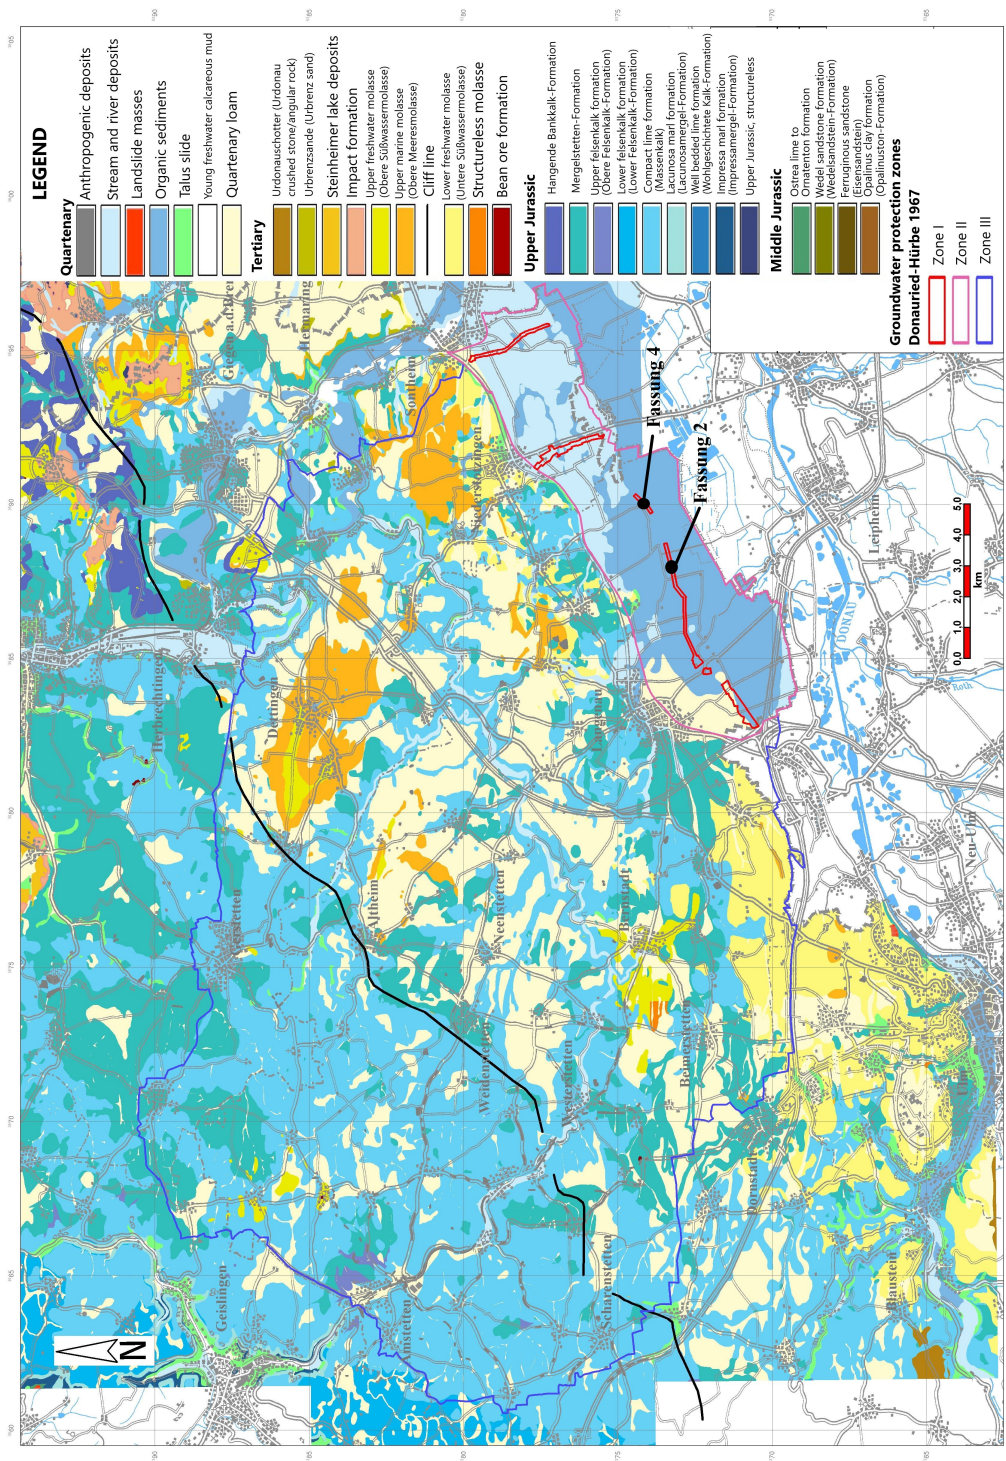 LEGEND
Quartenary
Anthropogenic deposits
Stream and river deposits
Landslide masses
Organic sediments
Talus slide
Young freshwater calcareous mud
Quartenary loam
Tertiary
Urdonauschotter (Urdonau
crushed stone/angular rock)
Urbrenzsande (Urbrenz sand)
Steinheimer lake deposits
Impact formation
Upper freshwater molasse
(Obere Süßwassermolasse)
Upper marine molasse
(Obere Meeresmolasse)
Cliff line
Lower freshwater molasse
(Untere Süßwassermolasse)
Structureless molasse
Bean ore formation
Upper Jurassic
Hangende Bankkalk-Formation
Mergelstetten-Formation
Upper felsenkalk formation
(Obere Felsenkalk-Formation)
Lower felsenkalk formation
(Lower Felsenkalk-Formation)
Compact lime formation
(Massenkalk)
Lacunosa marl formation
(Lacunosamergel-Formation)
Well bedded lime formation
(Wohlgeschichtete Kalk-Formation)
Impressa marl formation
(Impressamergel-Formation)
Upper Jurassic, structureless
Middle Jurassic
Ostrea lime to
Ornatenton formation
Wedel sandstone formation
(Wedelsandstein-Formation)
Ferruginous sandstone
Eisensandstein)
Opalinus clay formation
(Opalinuston-Formation)
Groundwater protection zones
Donauried-Hürbe 1967
Zone I
Zone II
Zone III
N
Geislingen
Amstetten
Scharenstetten
Blaustein
Dornstadt
Ulm
Westerstetten
Weidenstetten
Beimerstetten
Gerstetten
Altheim
Neenstetten
Bernstadt
Neu-Ulm
Herbrechtingen
Dettingen
Langenau
Niederstotzingen
Sontheim
Hermaringen
Giengen a.d.Brenz
Leipheim
DONAU
Roth
Fassung 4
Fassung 2
0.0 1.0 2.0 3.0 4.0 5.0
km